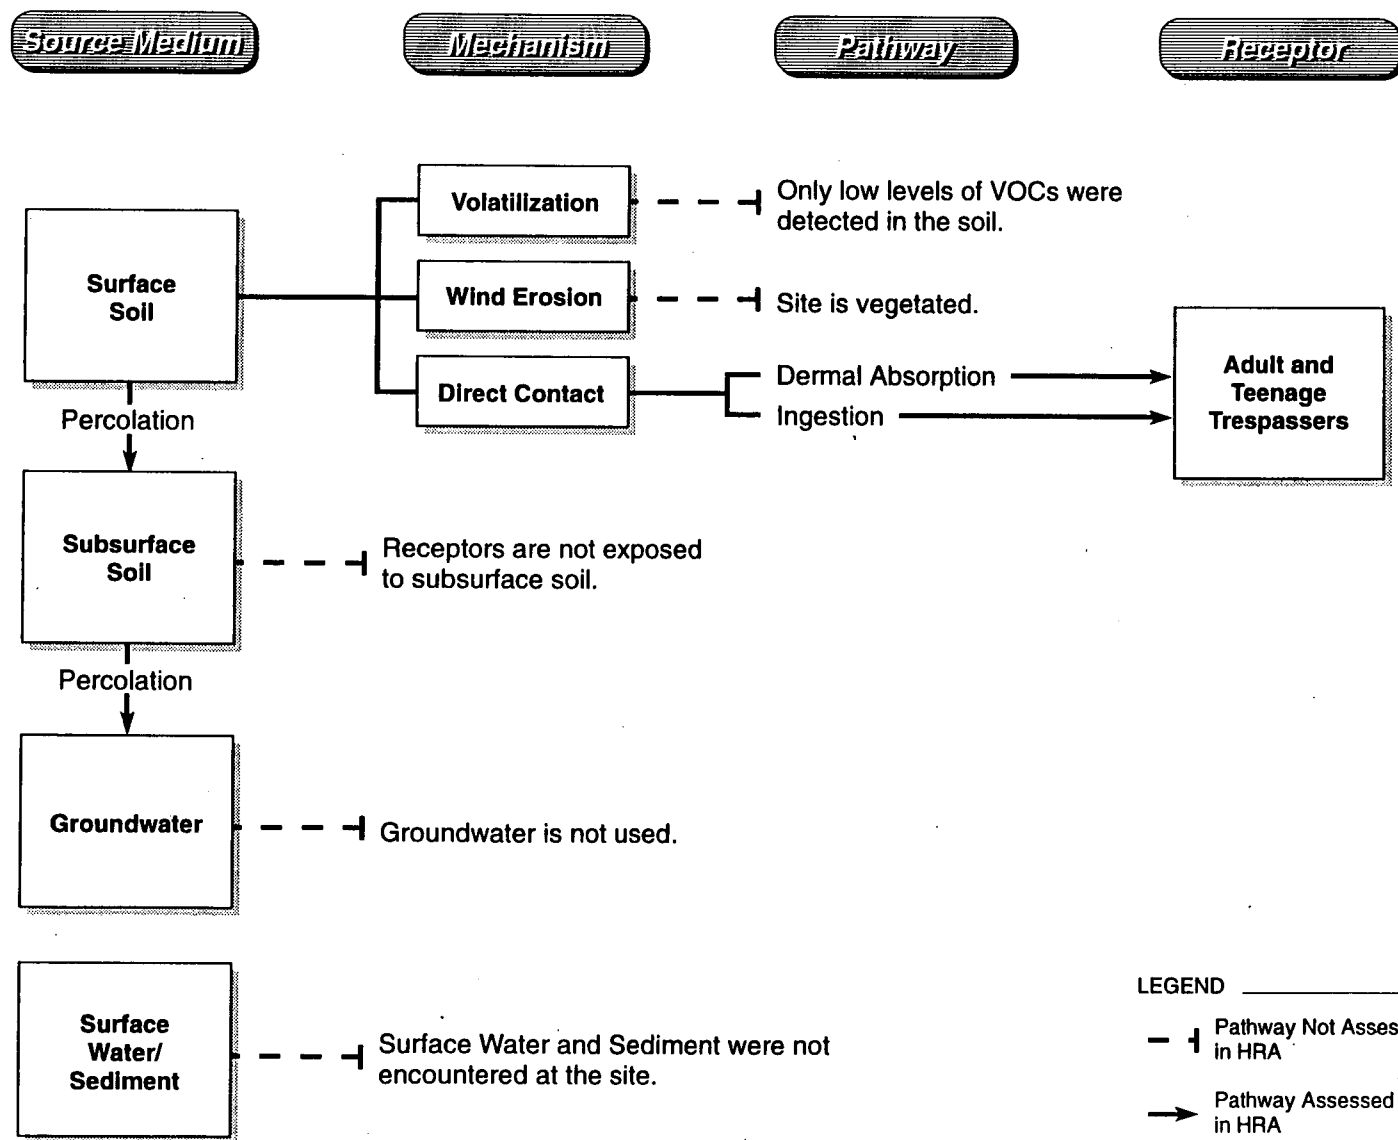 Source Medium
Mechanism
Pathway
Receptor
Volatilization
Only low levels of VOCs were
detected in the soil.
Surface
Soil
Wind Erosion
Site is vegetated.
Direct Contact
Dermal Absorption
Ingestion
Adult and
Teenage
Trespassers
Percolation
Subsurface
Soil
Receptors are not exposed
to subsurface soil.
Percolation
Groundwater
Groundwater is not used.
Surface
Water/
Sediment
Surface Water and Sediment were not
encountered at the site.
LEGEND
Pathway Not Asses
in HRA
Pathway Assessed
in HRA